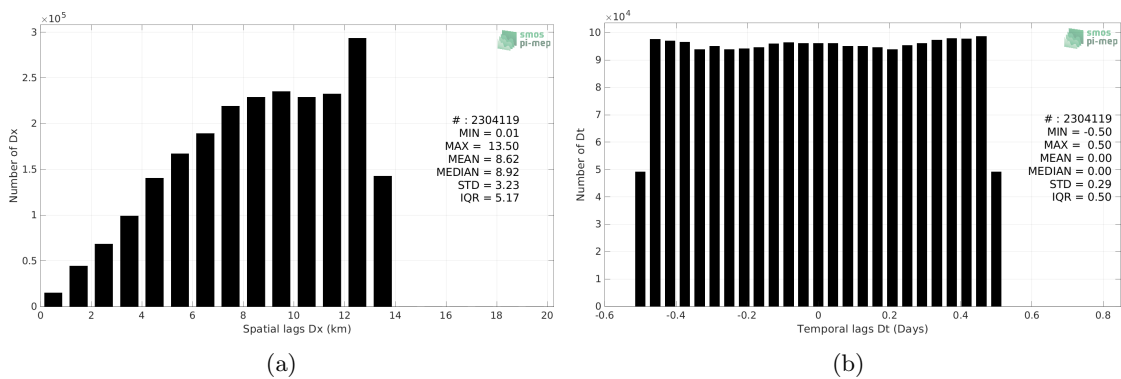 ×10⁵
3
2.5
2
1.5
1
0.5
0
Number of Dx
smos
pi-mep
# : 2304119
MIN = 0.01
MAX = 13.50
MEAN = 8.62
MEDIAN = 8.92
STD = 3.23
IQR = 5.17
0 2 4 6 8 10 12 14 16 18 20
Spatial lags Dx (km)
(a)
×10⁴
10
9
8
7
6
5
4
3
2
1
0
Number of Dt
smos
pi-mep
# : 2304119
MIN = -0.50
MAX = 0.50
MEAN = 0.00
MEDIAN = 0.00
STD = 0.29
IQR = 0.50
-0.6 -0.4 -0.2 0 0.2 0.4 0.6 0.8
Temporal lags Dt (Days)
(b)